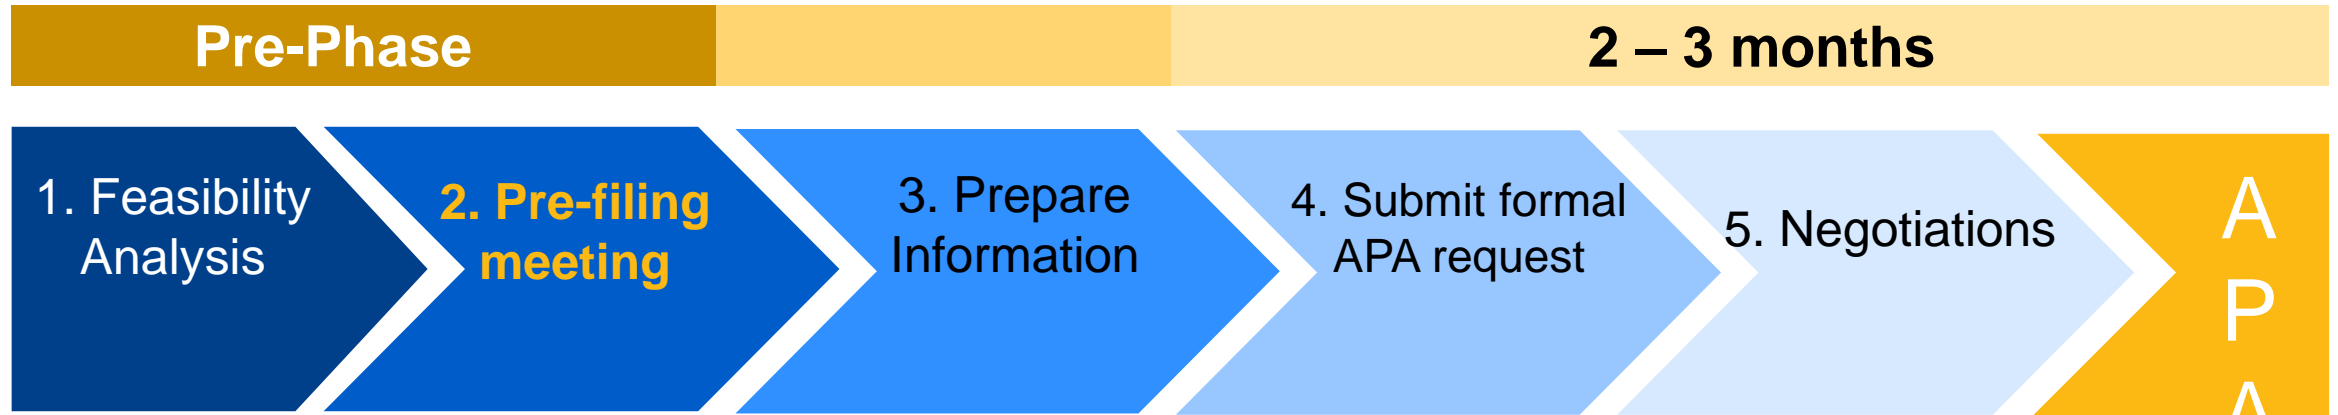 Pre-Phase
2 – 3 months
1. Feasibility
Analysis
2. Pre-filing
meeting
3. Prepare
Information
4. Submit formal
APA request
5. Negotiations
A
P
A